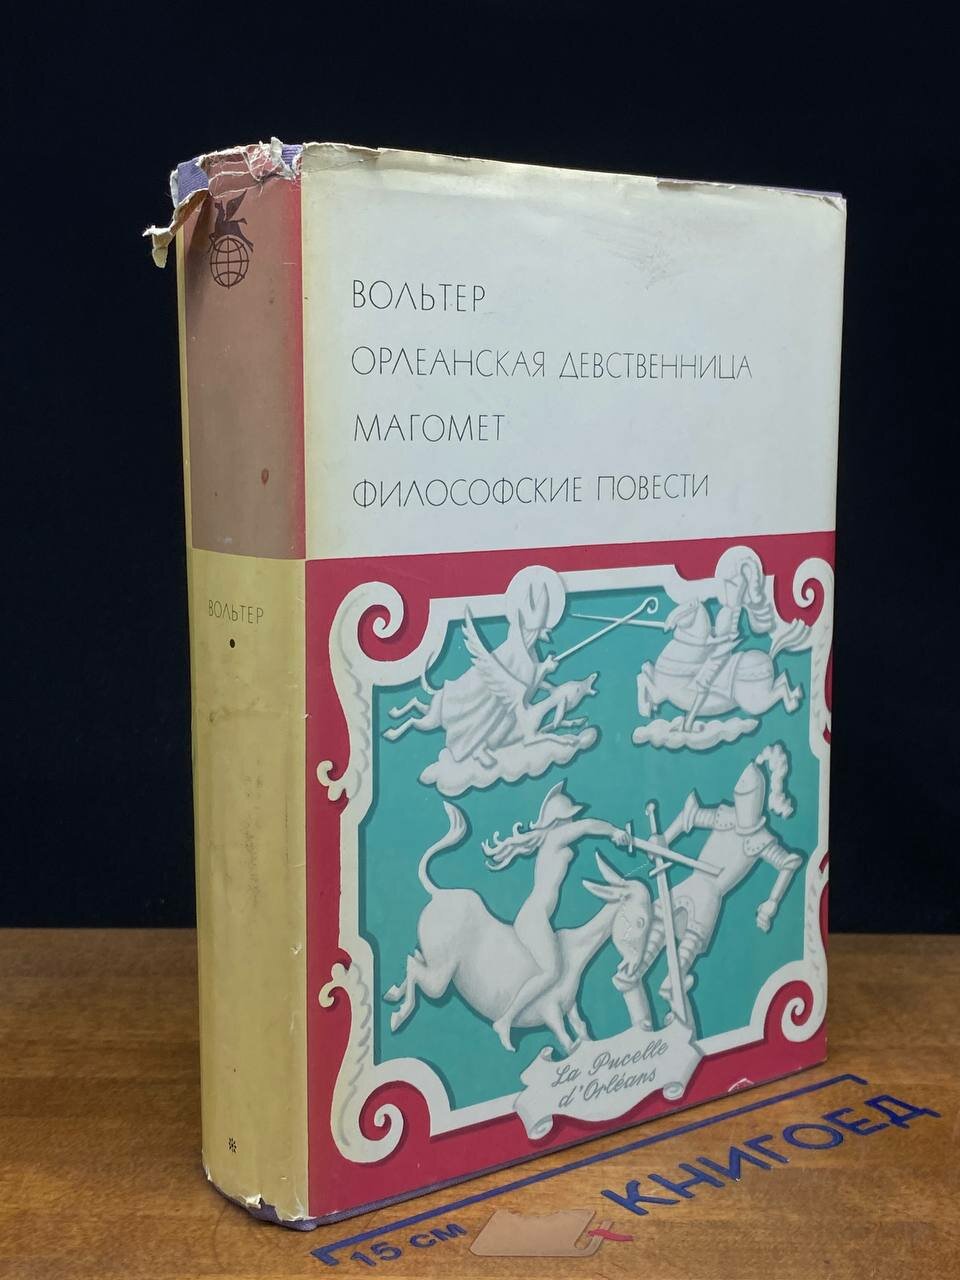 ВОЛЬТЕР
ОРЛЕАНСКАЯ ДЕВСТВЕННИЦА
МАГОМЕТ
ФИЛОСОФСКИЕ ПОВЕСТИ
ВОЛЬТЕР
La Pucelle
d'Orléans
15 СМ
КНИГОЕД